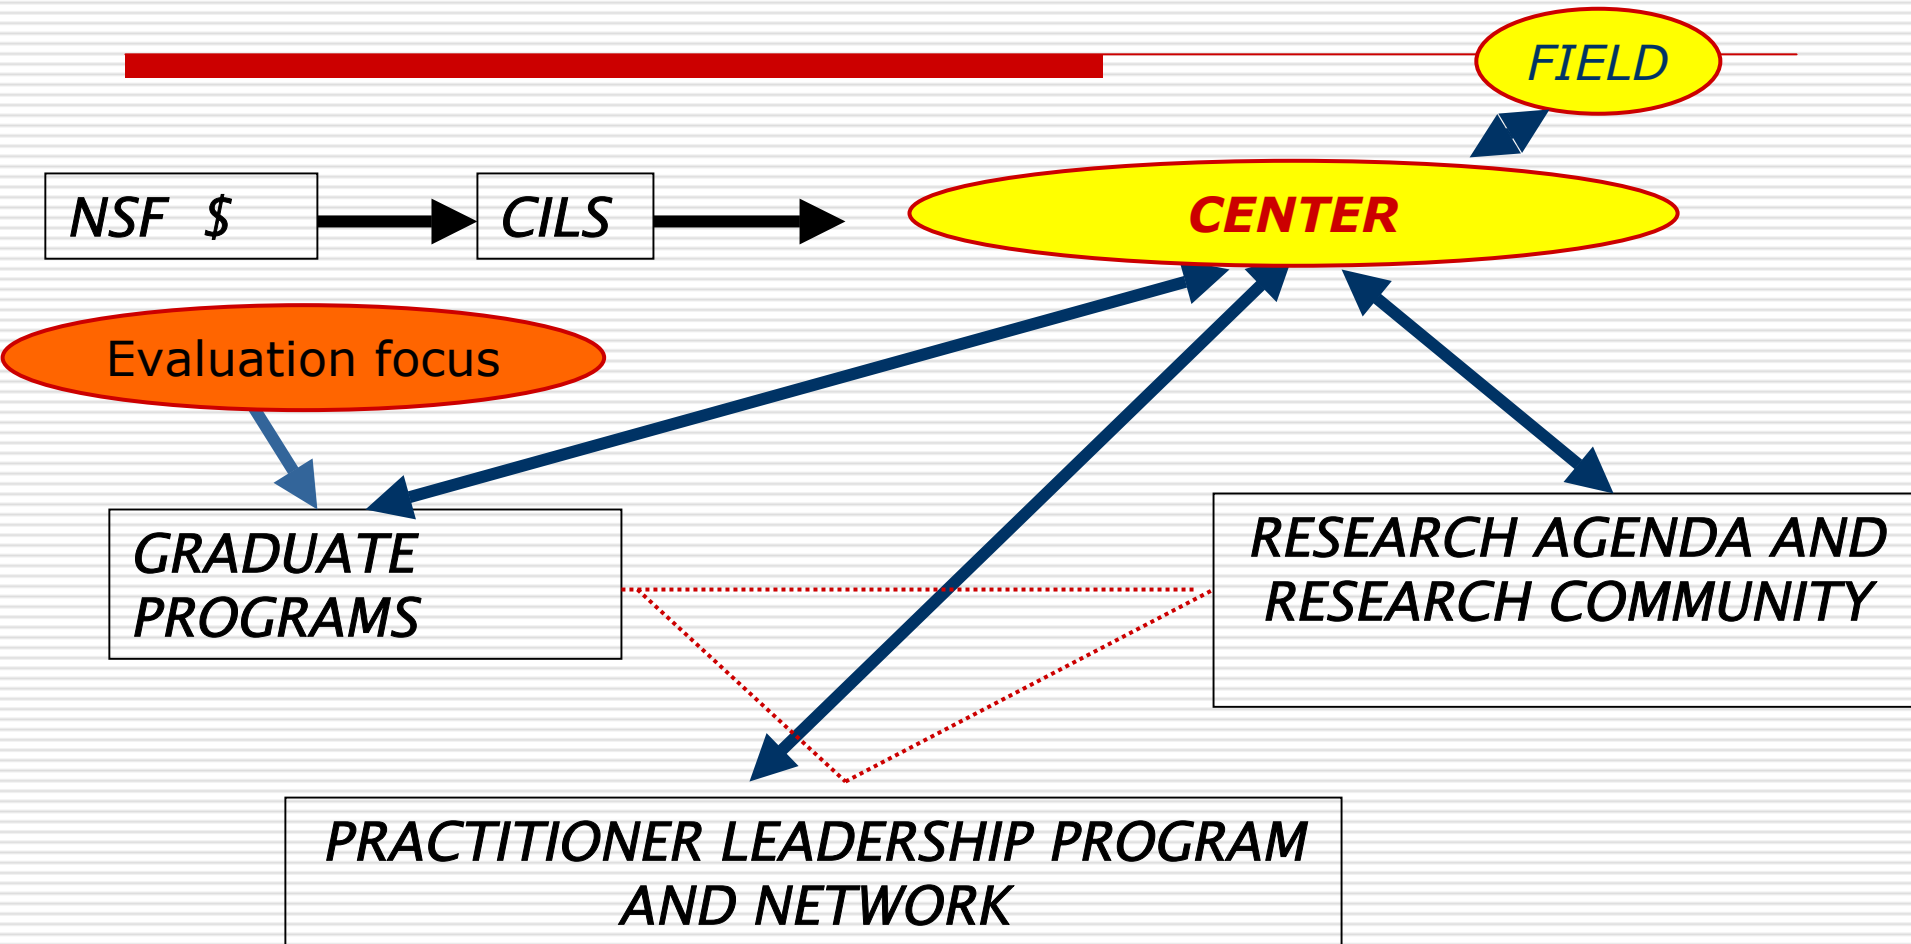 FIELD
NSF $
CILS
CENTER
Evaluation focus
GRADUATE
PROGRAMS
RESEARCH AGENDA AND
RESEARCH COMMUNITY
PRACTITIONER LEADERSHIP PROGRAM
AND NETWORK